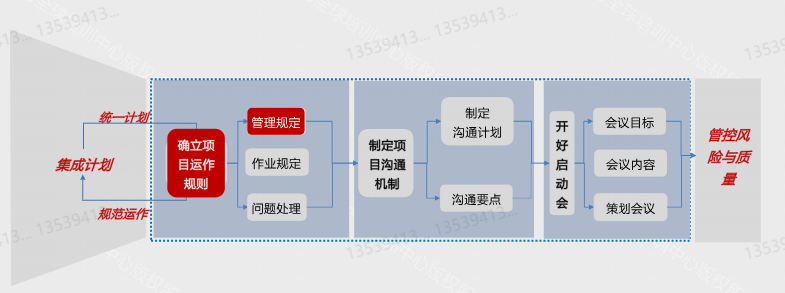 统一计划
集成计划
规范运作
确立项
目运作
规则
管理规定
作业规定
问题处理
制定项
目沟通
机制
制定
沟通计划
沟通要点
开
好
启
动
会
会议目标
会议内容
策划会议
管控风
险与质
量
13539413... 13539413...